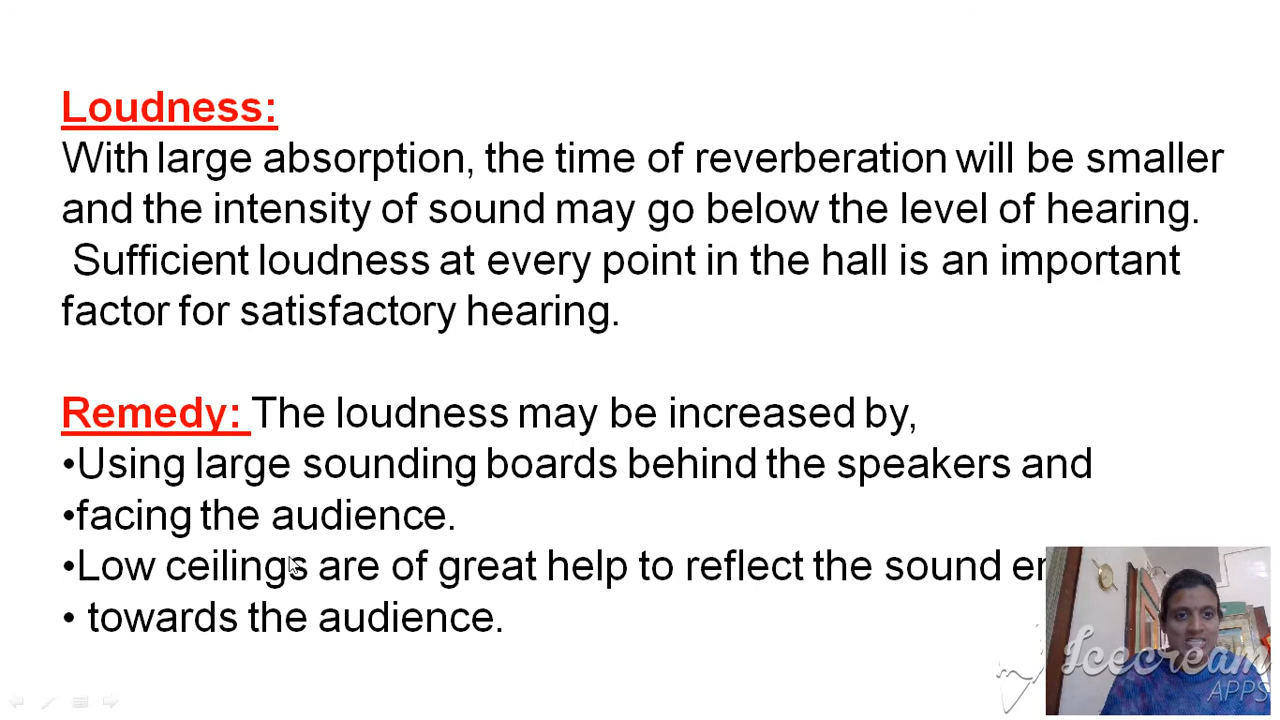 Loudness:
With large absorption, the time of reverberation will be smaller
and the intensity of sound may go below the level of hearing.
Sufficient loudness at every point in the hall is an important
factor for satisfactory hearing.
Remedy: The loudness may be increased by,
•Using large sounding boards behind the speakers and
•facing the audience.
•Low ceilings are of great help to reflect the sound
• towards the audience.
Icecream
APPS